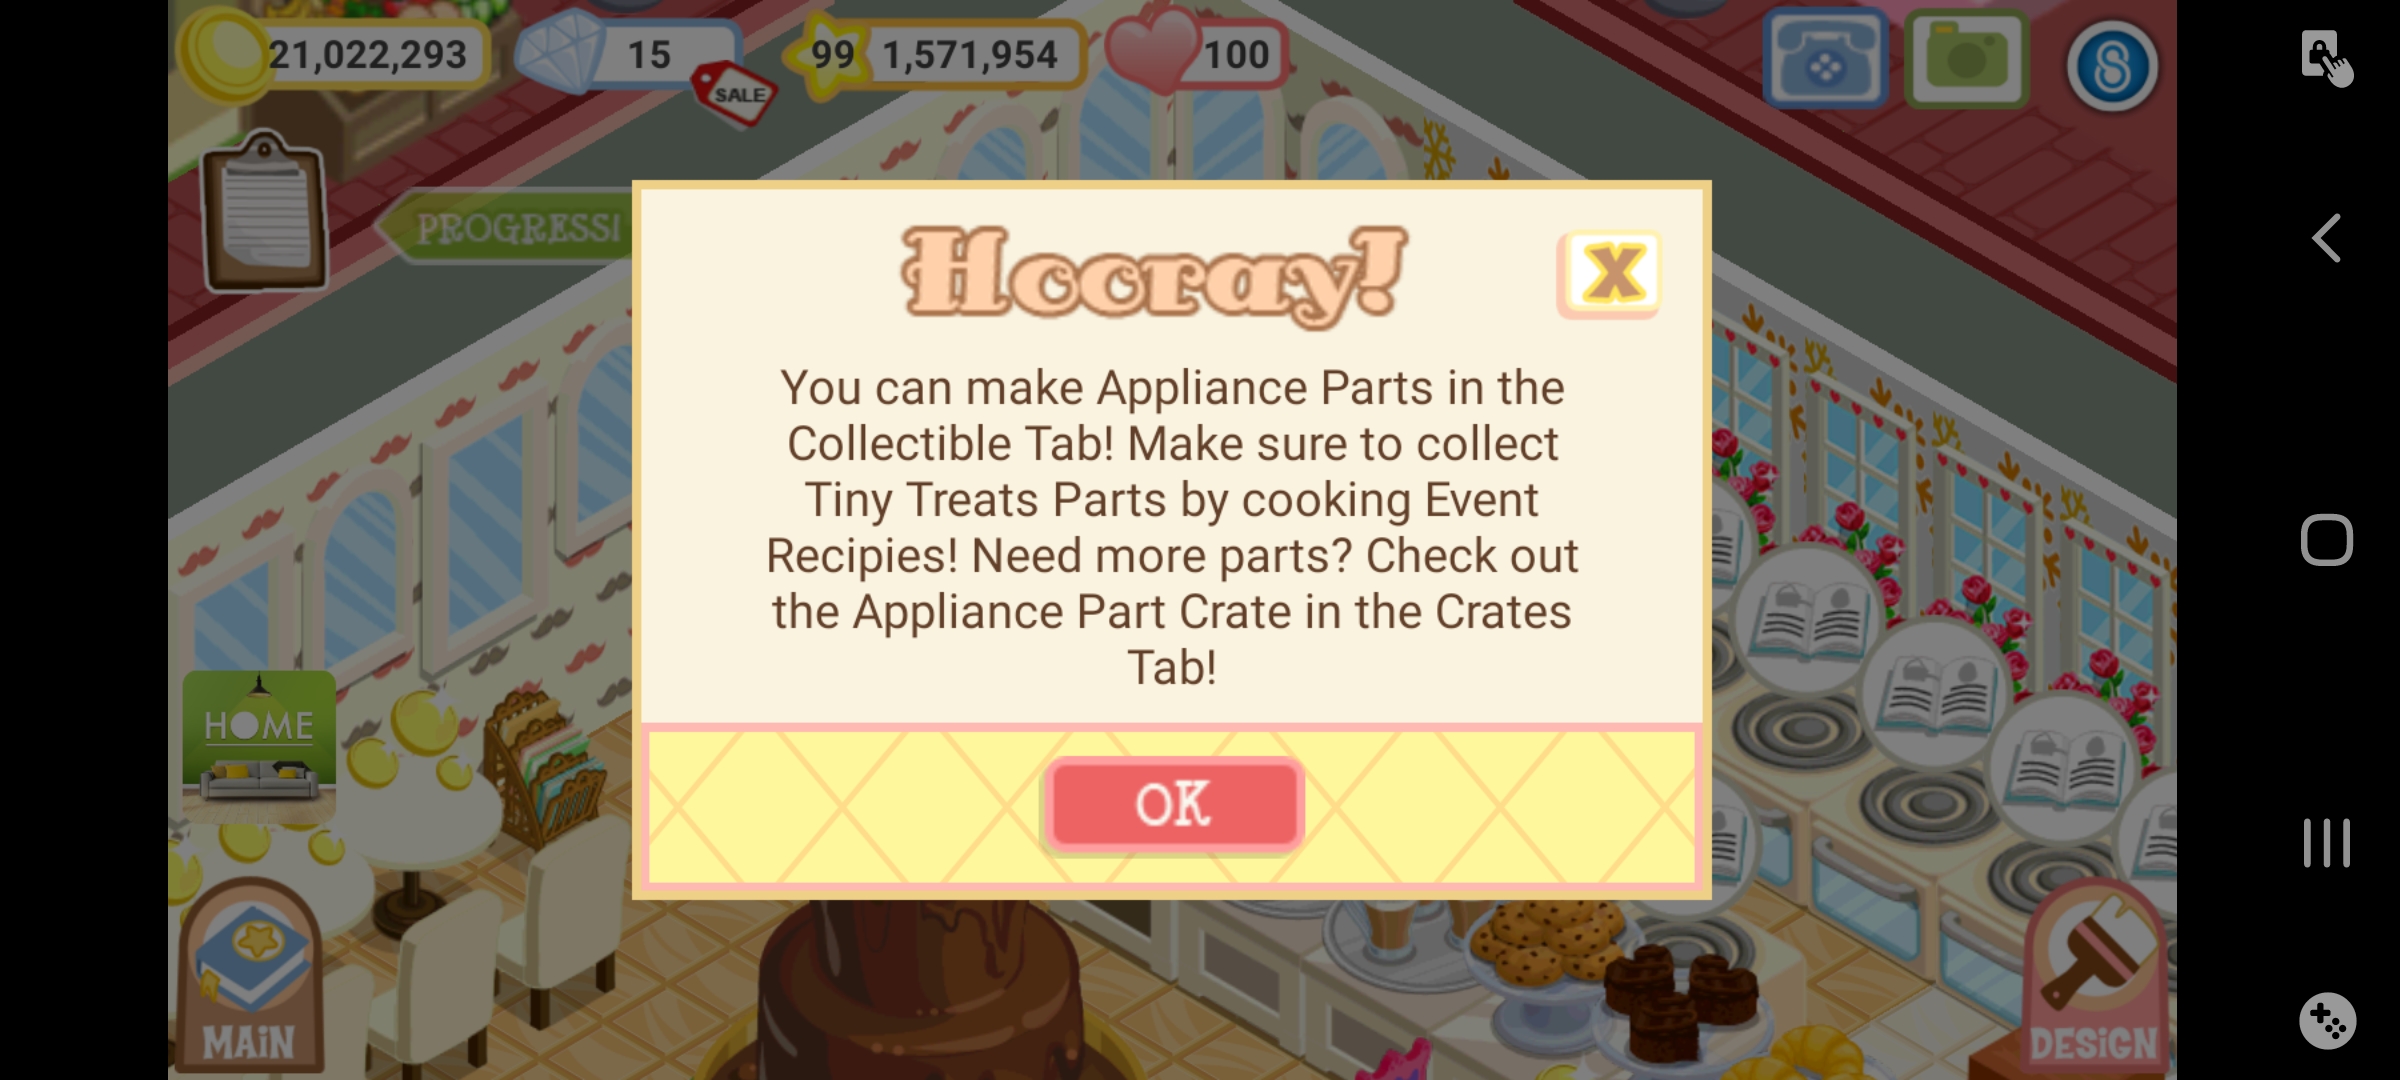 21,022,293
15
SALE
99 1,571,954
100
PROGRESS!
Hooray!
X
You can make Appliance Parts in the
Collectible Tab! Make sure to collect
Tiny Treats Parts by cooking Event
Recipies! Need more parts? Check out
the Appliance Part Crate in the Crates
Tab!
OK
HOME
MAiN
DESiGN